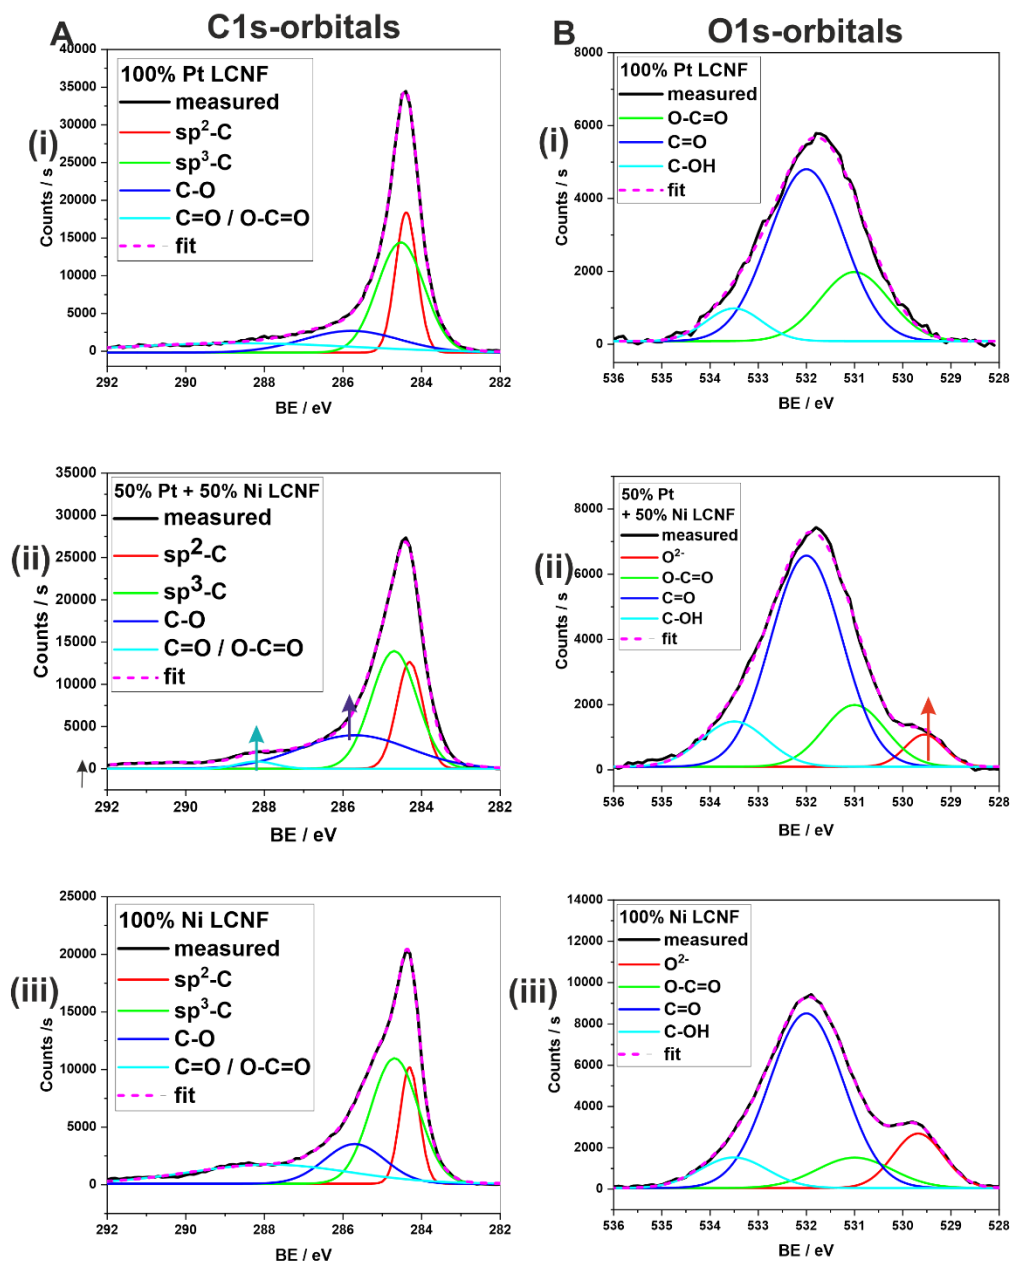 A
C1s-orbitals
B
O1s-orbitals
(i)
100% Pt LCNF
measured
sp²-C
sp³-C
C-O
C=O / O-C=O
fit
40000
35000
30000
25000
20000
15000
10000
5000
0
Counts / s
292 290 288 286 284 282
BE / eV
(i)
100% Pt LCNF
measured
O-C=O
C=O
C-OH
fit
8000
6000
4000
2000
0
Counts / s
536 535 534 533 532 531 530 529 528
BE / eV
(ii)
50% Pt + 50% Ni LCNF
measured
sp²-C
sp³-C
C-O
C=O / O-C=O
fit
35000
30000
25000
20000
15000
10000
5000
0
Counts / s
292 290 288 286 284 282
BE / eV
(ii)
50% Pt
+ 50% Ni LCNF
measured
O²⁻
O-C=O
C=O
C-OH
fit
8000
6000
4000
2000
0
Counts / s
536 535 534 533 532 531 530 529 528
BE / eV
(iii)
100% Ni LCNF
measured
sp²-C
sp³-C
C-O
C=O / O-C=O
fit
25000
20000
15000
10000
5000
0
Counts /s
292 290 288 286 284 282
BE / eV
(iii)
100% Ni LCNF
measured
O²⁻
O-C=O
C=O
C-OH
fit
14000
12000
10000
8000
6000
4000
2000
0
Counts / s
536 535 534 533 532 531 530 529 528
BE / eV